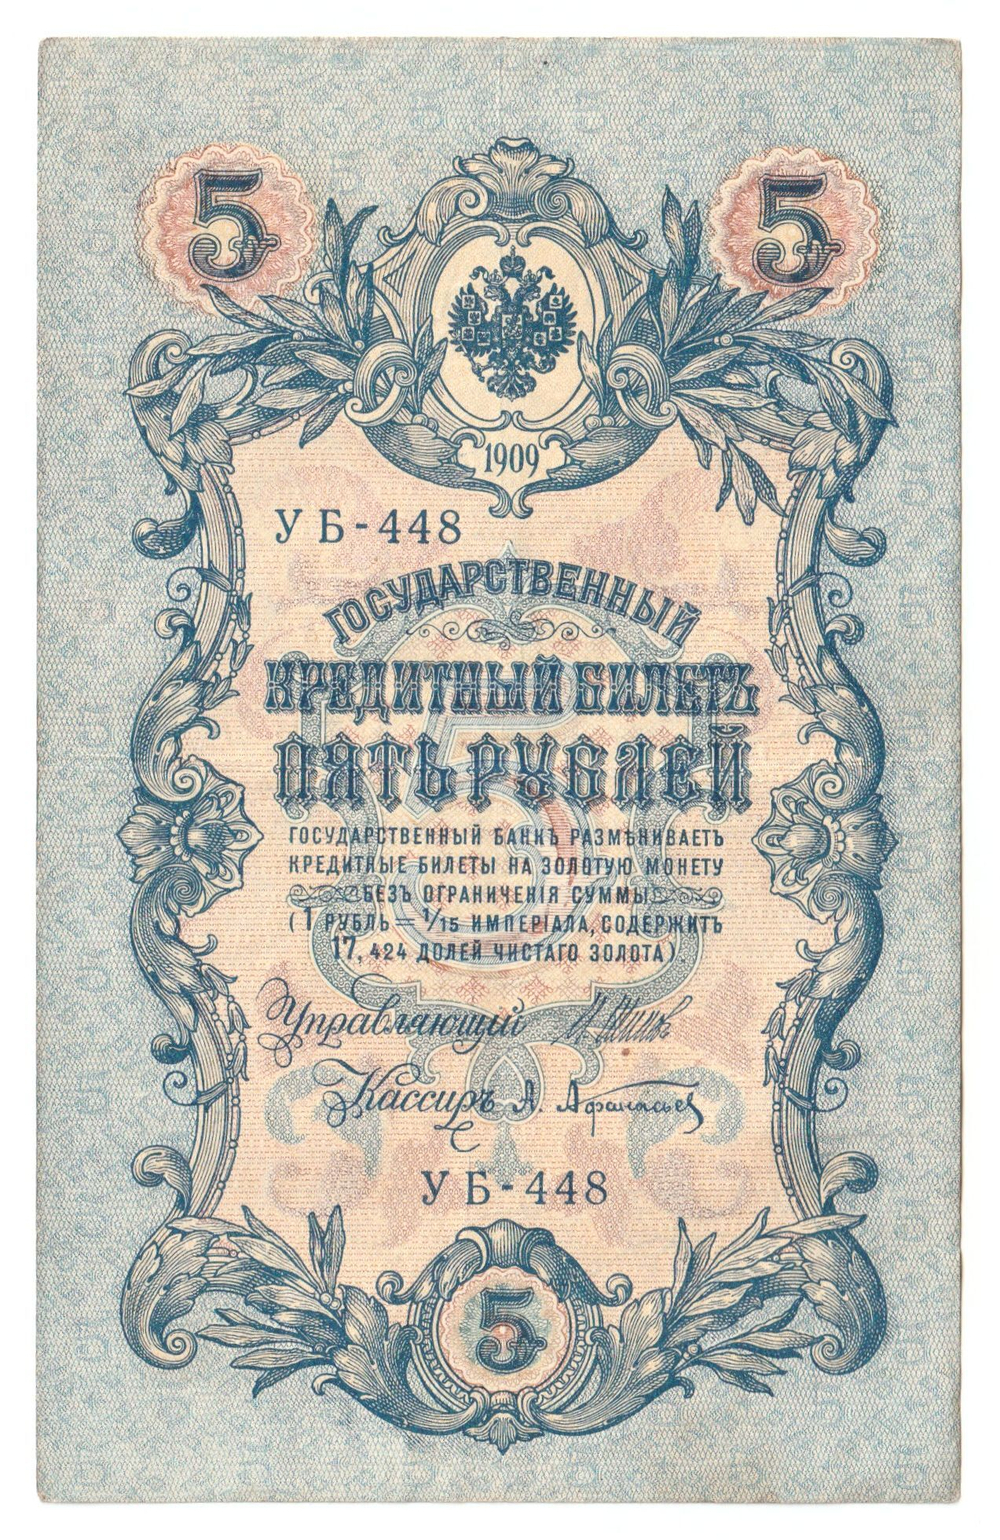 5 5
1909
УБ-448
ГОСУДАРСТВЕННЫЙ
КРЕДИТНЫЙ БИЛЕТЪ
ПЯТЬ РУБЛЕЙ
ГОСУДАРСТВЕННЫЙ БАНКЪ РАЗМѢНИВАЕТЪ
КРЕДИТНЫЕ БИЛЕТЫ НА ЗОЛОТУЮ МОНЕТУ
БЕЗЪ ОГРАНИЧЕНІЯ СУММЫ
(1 РУБЛЬ — 1/15 ИМПЕРІАЛА, СОДЕРЖИТЪ
17,424 ДОЛЕЙ ЧИСТАГО ЗОЛОТА).
Управляющій
Кассиръ А. Афанасьев
УБ-448
5